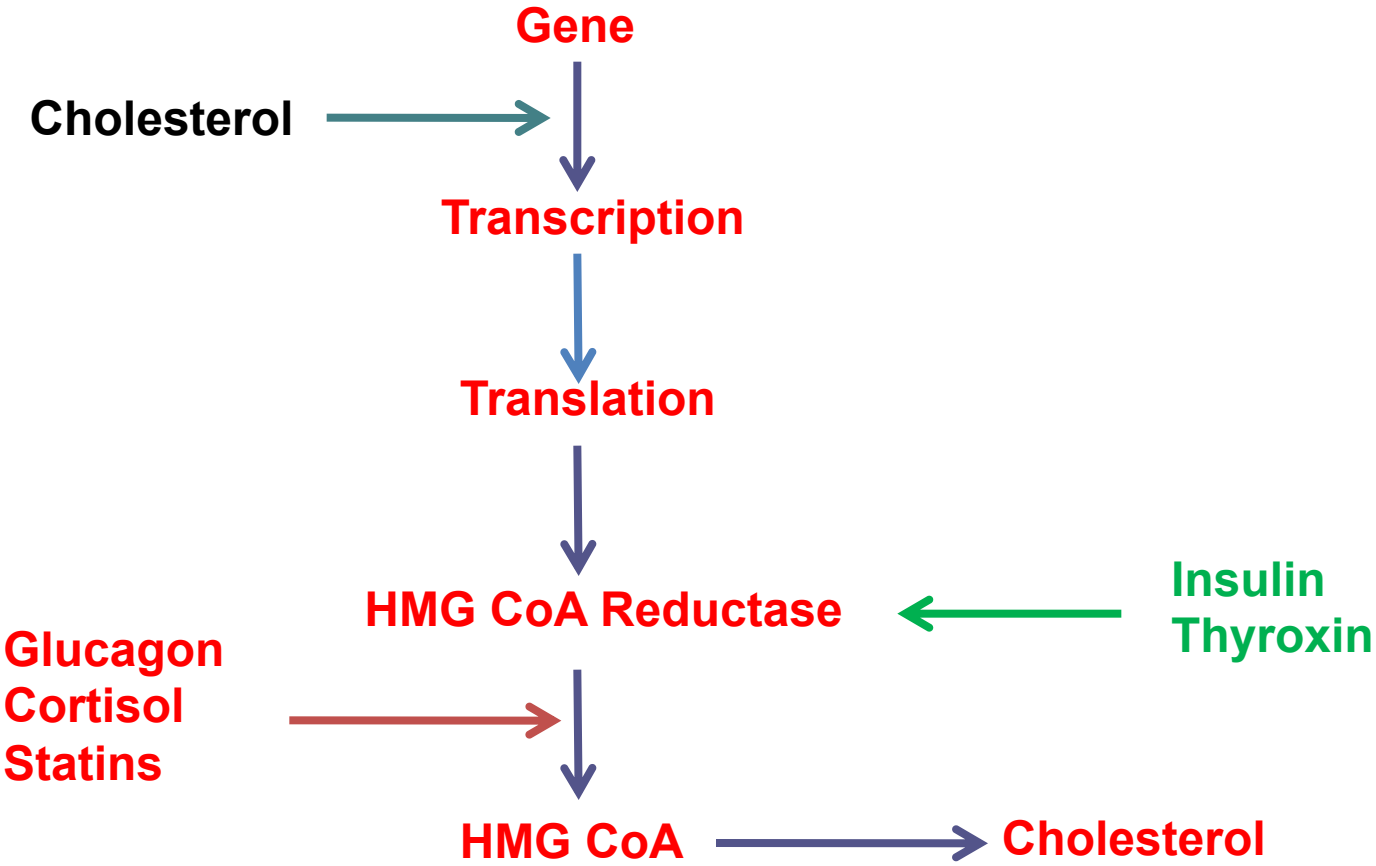 Gene
Cholesterol
Transcription
Translation
HMG CoA Reductase
Insulin
Thyroxin
Glucagon
Cortisol
Statins
HMG CoA
Cholesterol